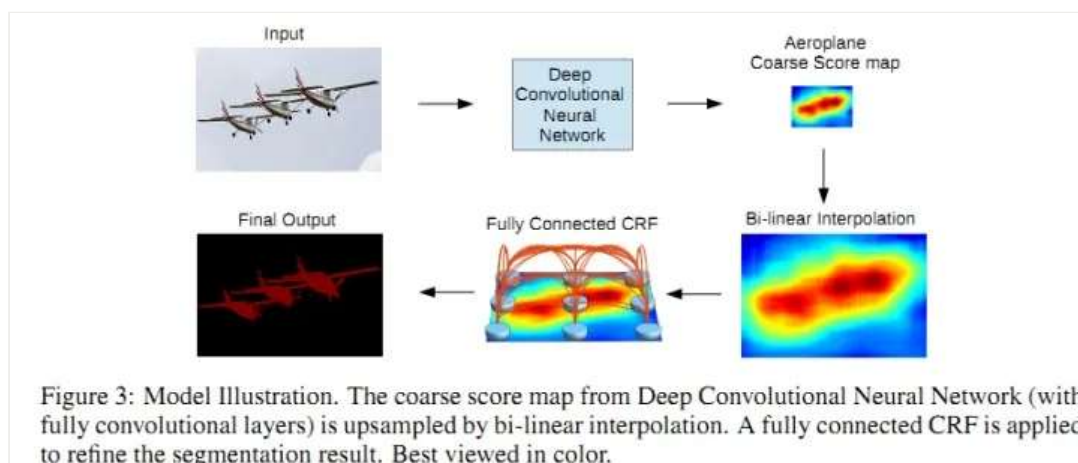 Input
Deep
Convolutional
Neural
Network
Aeroplane
Coarse Score map
Bi-linear Interpolation
Fully Connected CRF
Final Output
Figure 3: Model Illustration. The coarse score map from Deep Convolutional Neural Network (with
fully convolutional layers) is upsampled by bi-linear interpolation. A fully connected CRF is applied
to refine the segmentation result. Best viewed in color.